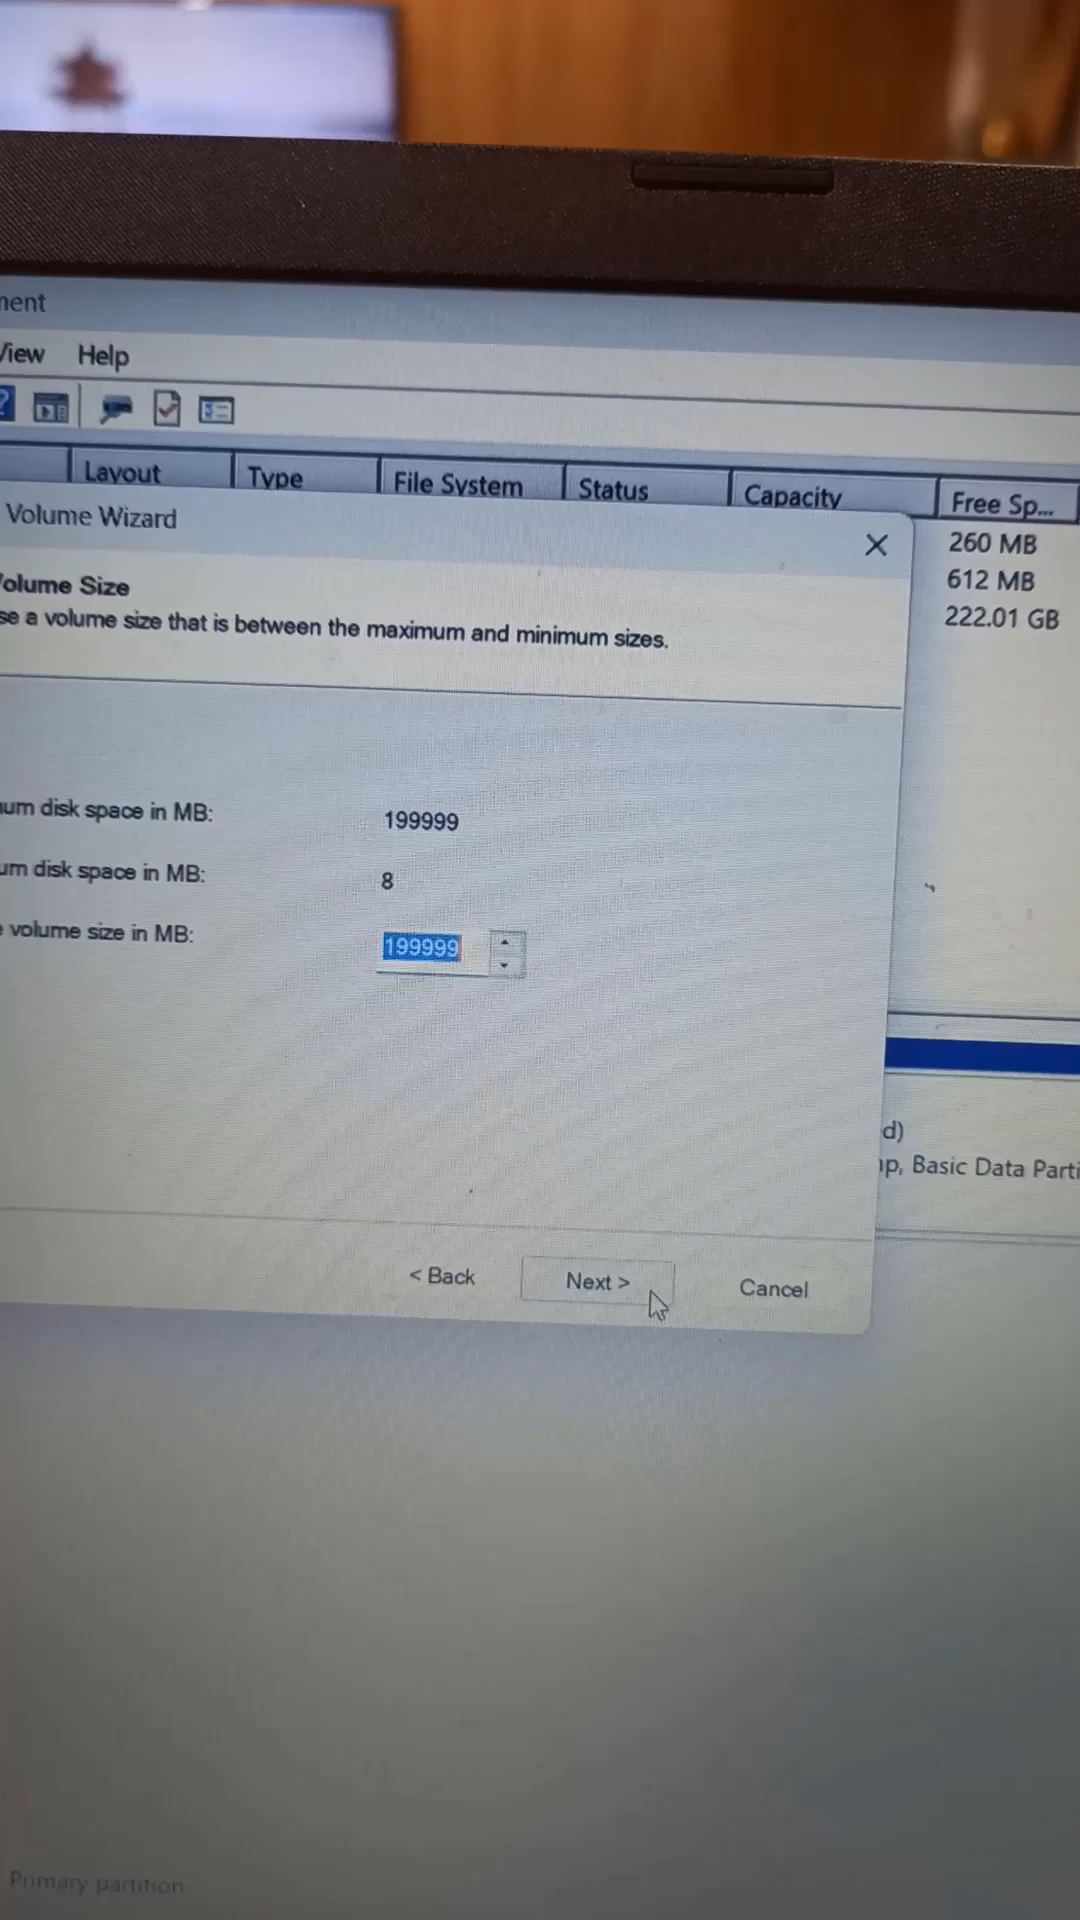 ment
View Help
Layout Type File System Status Capacity Free Sp...
260 MB
612 MB
222.01 GB
Volume Wizard
Volume Size
se a volume size that is between the maximum and minimum sizes.
um disk space in MB: 199999
um disk space in MB: 8
volume size in MB: 199999
d)
p, Basic Data Parti
< Back Next > Cancel
Primary partition